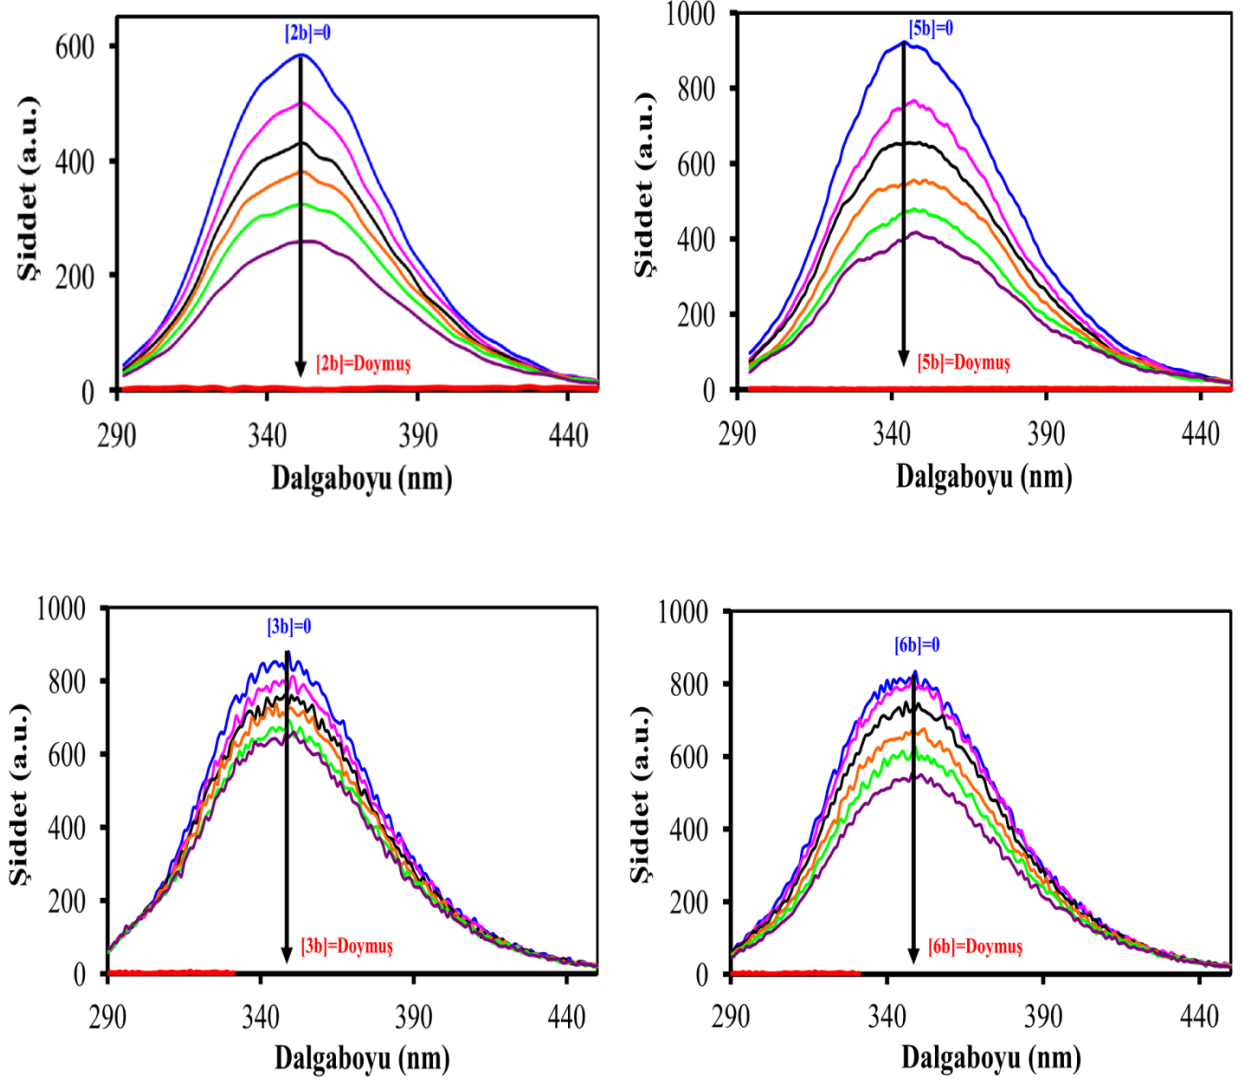 [2b]=0
600
400
200
0
Şiddet (a.u.)
[2b]=Doymuş
290
340
390
440
Dalgaboyu (nm)
[5b]=0
1000
800
600
400
200
0
Şiddet (a.u.)
[5b]=Doymuş
290
340
390
440
Dalgaboyu (nm)
[3b]=0
1000
800
600
400
200
0
Şiddet (a.u.)
[3b]=Doymuş
290
340
390
440
Dalgaboyu (nm)
[6b]=0
1000
800
600
400
200
0
Şiddet (a.u.)
[6b]=Doymuş
290
340
390
440
Dalgaboyu (nm)